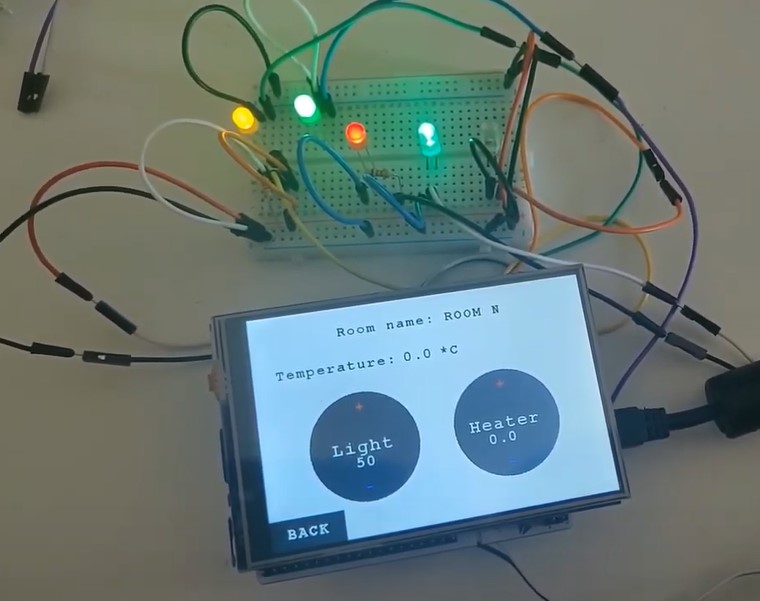 Room name: ROOM N
Temperature: 0.0 *C
+
Light
50
-
+
Heater
0.0
-
BACK